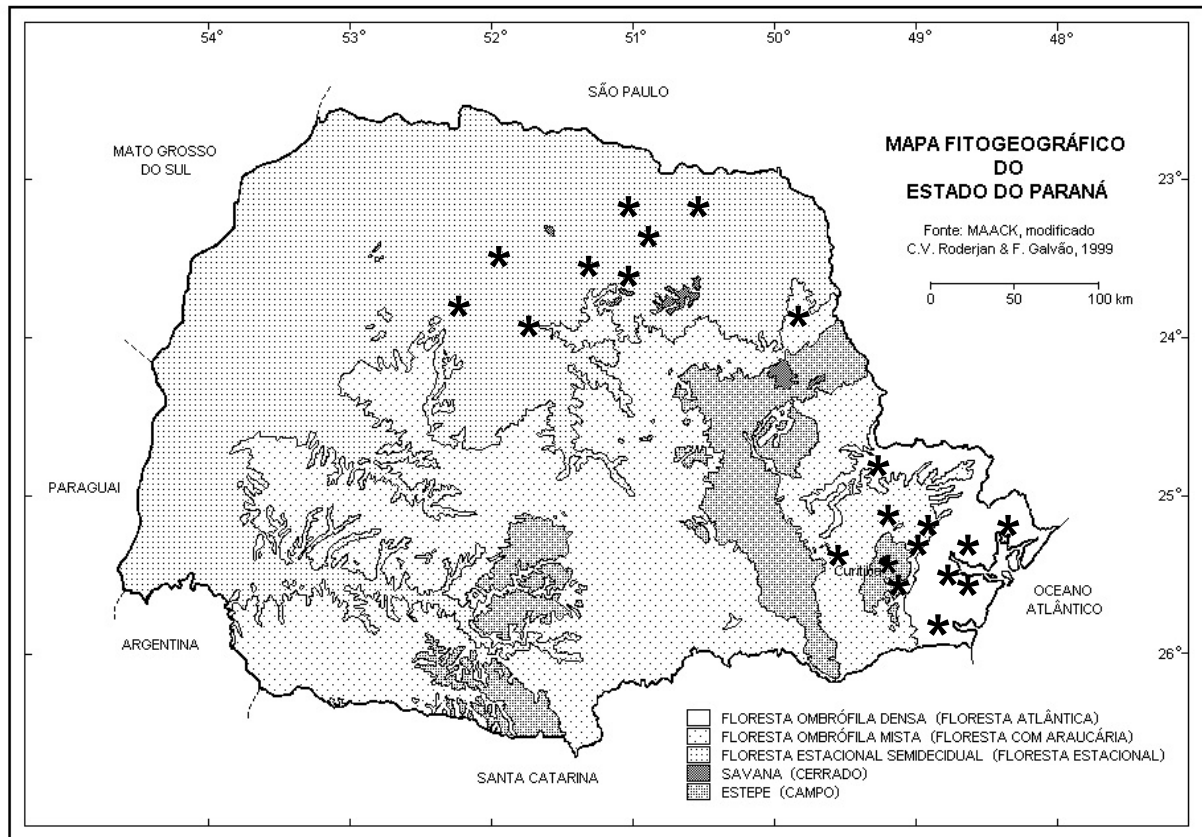 54°
53°
52°
51°
50°
49°
48°
SÃO PAULO
MATO GROSSO
DO SUL
MAPA FITOGEOGRÁFICO
DO
ESTADO DO PARANÁ
23°
Fonte: MAACK, modificado
C.V. Roderjan & F. Galvão, 1999
0 50 100 km
24°
PARAGUAI
25°
Curitiba
OCEANO
ATLÂNTICO
ARGENTINA
26°
SANTA CATARINA
FLORESTA OMBRÓFILA DENSA (FLORESTA ATLÂNTICA)
FLORESTA OMBRÓFILA MISTA (FLORESTA COM ARAUCÁRIA)
FLORESTA ESTACIONAL SEMIDECIDUAL (FLORESTA ESTACIONAL)
SAVANA (CERRADO)
ESTEPE (CAMPO)